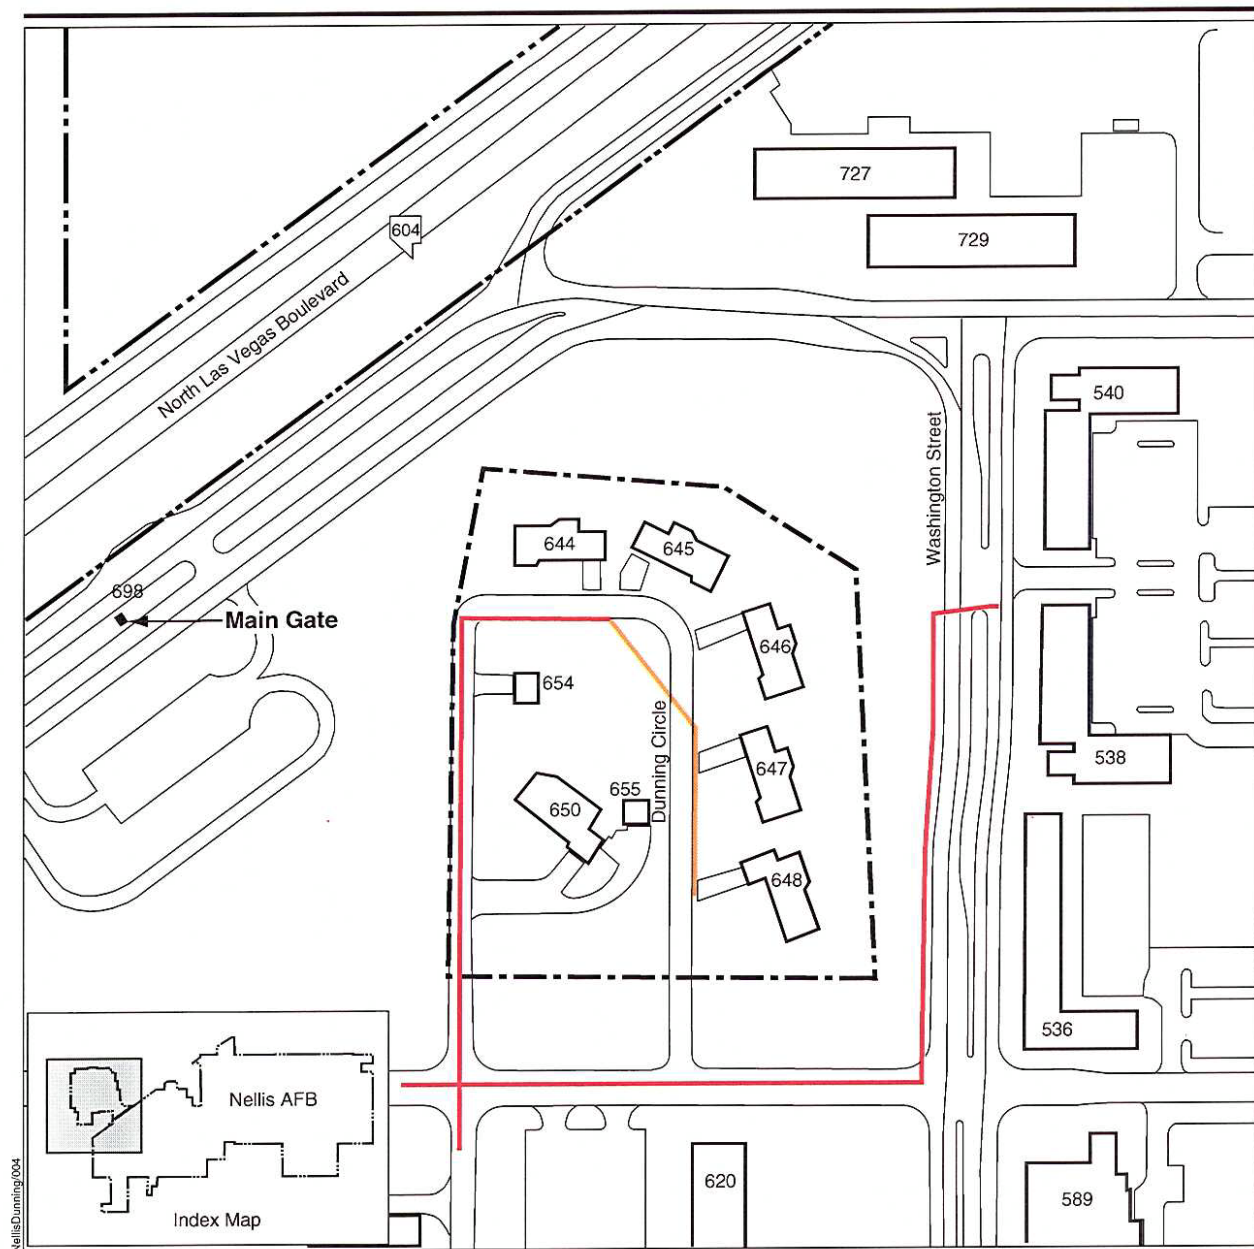 727
729
604
North Las Vegas Boulevard
540
Washington Street
644
645
698
Main Gate
646
654
Dunning Circle
538
647
655
650
648
536
Nellis AFB
620
589
Index Map
NellisDunning/004